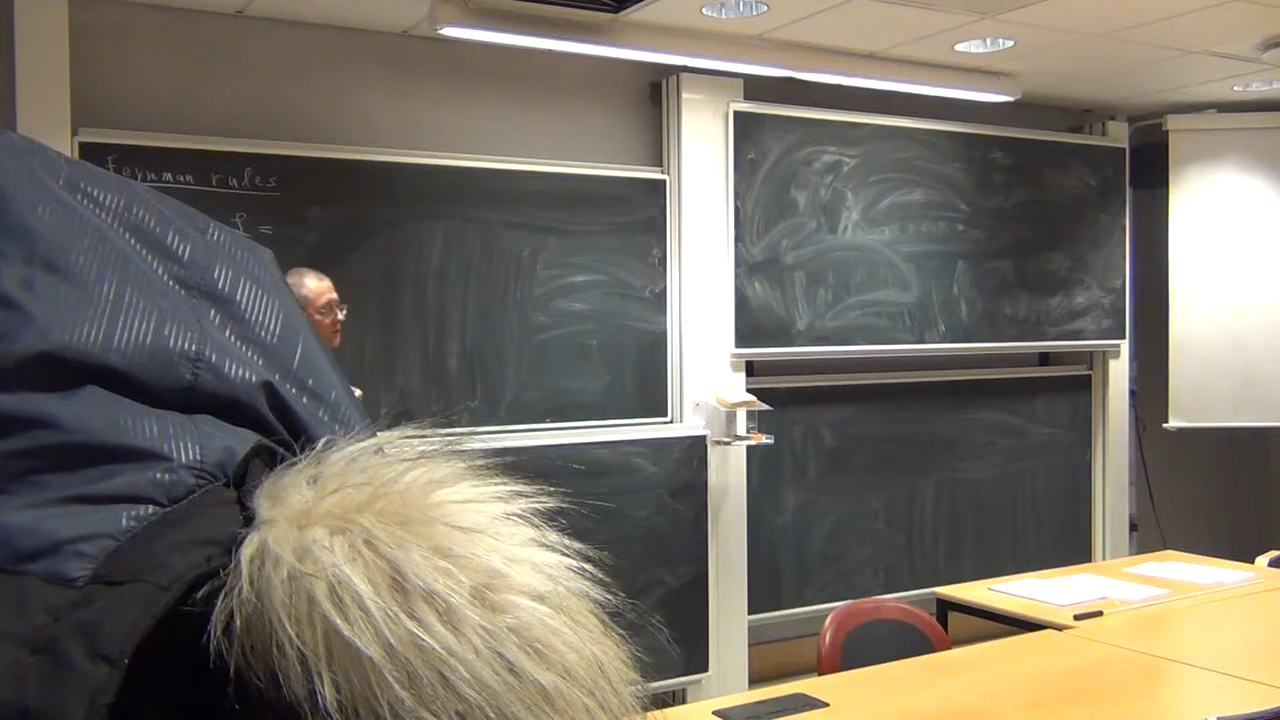 Feynman rules
ℒ =